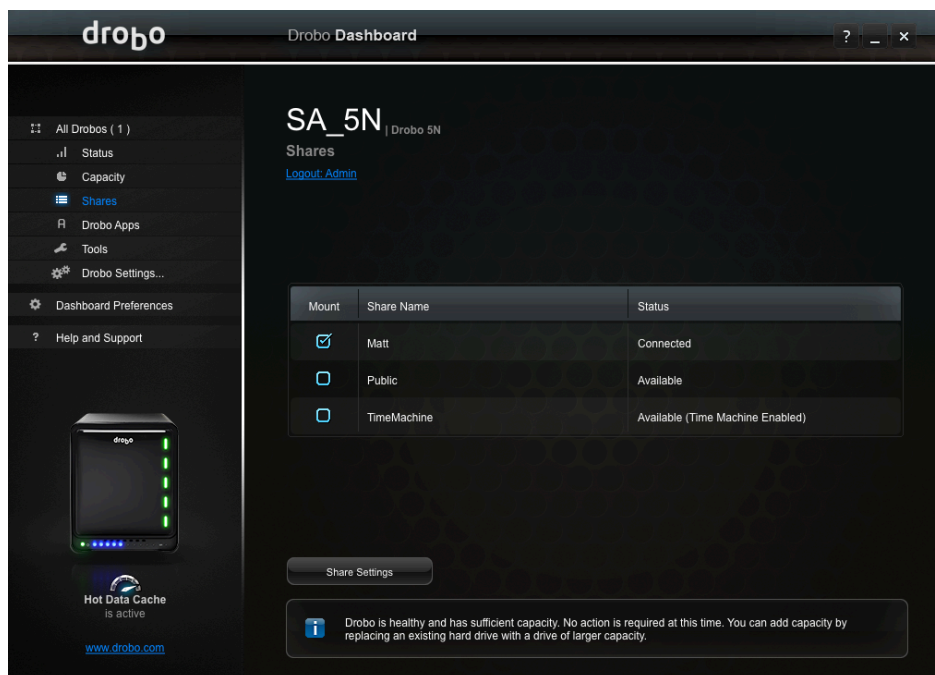 drobo
Drobo Dashboard
? _ ×
SA_5N | Drobo 5N
Shares
Logout: Admin
All Drobos ( 1 )
Status
Capacity
Shares
Drobo Apps
Tools
Drobo Settings...
Dashboard Preferences
? Help and Support
Mount Share Name Status
Matt Connected
Public Available
TimeMachine Available (Time Machine Enabled)
drobo
Hot Data Cache
is active
www.drobo.com
Share Settings
i
Drobo is healthy and has sufficient capacity. No action is required at this time. You can add capacity by
replacing an existing hard drive with a drive of larger capacity.